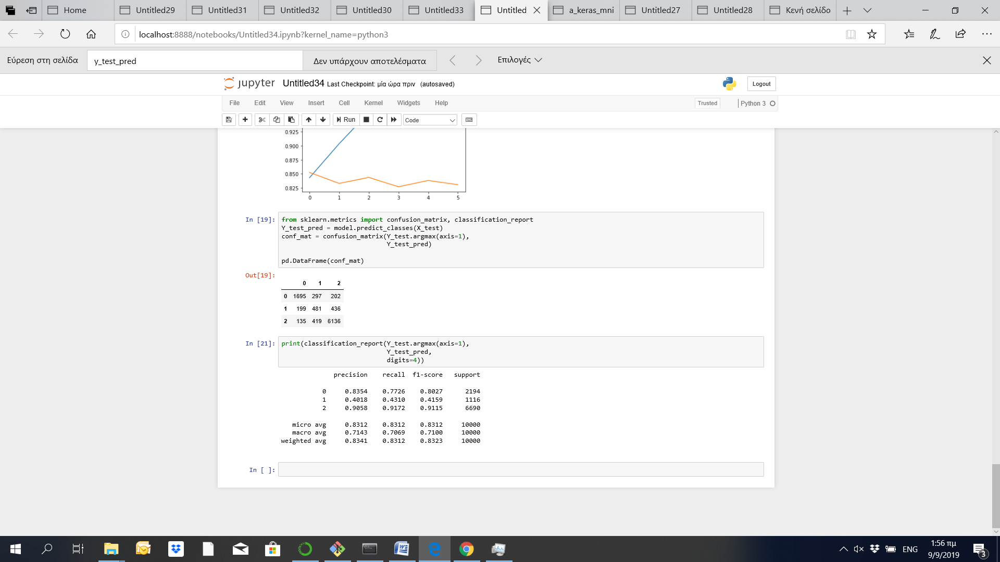 Home Untitled29 Untitled31 Untitled32 Untitled30 Untitled33 Untitled a_keras_mni Untitled27 Untitled28 Κενή σελίδο
localhost:8888/notebooks/Untitled34.ipynb?kernel_name=python3
Εύρεση στη σελίδα y_test_pred Δεν υπάρχουν αποτελέσματα Επιλογές
jupyter Untitled34 Last Checkpoint: μία ώρα πριν (autosaved) Logout
File Edit View Insert Cell Kernel Widgets Help Trusted Python 3
Run Code
0.925
0.900
0.875
0.850
0.825
0 1 2 3 4 5
In [19]: from sklearn.metrics import confusion_matrix, classification_report
Y_test_pred = model.predict_classes(X_test)
conf_mat = confusion_matrix(Y_test.argmax(axis=1),
Y_test_pred)
pd.DataFrame(conf_mat)
Out[19]:
0 1 2
0 1695 297 202
1 199 481 436
2 135 419 6136
In [21]: print(classification_report(Y_test.argmax(axis=1),
Y_test_pred,
digits=4))
precision recall f1-score support
0 0.8354 0.7726 0.8027 2194
1 0.4018 0.4310 0.4159 1116
2 0.9058 0.9172 0.9115 6690
micro avg 0.8312 0.8312 0.8312 10000
macro avg 0.7143 0.7069 0.7100 10000
weighted avg 0.8341 0.8312 0.8323 10000
In [ ]:
ENG
1:56 πμ
9/9/2019
3